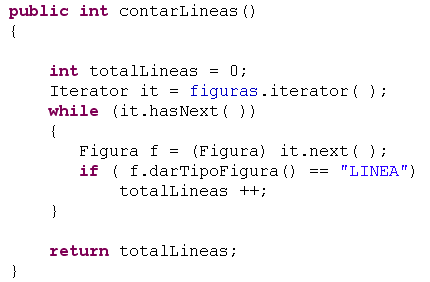 public int contarLineas()
{
int totalLineas = 0;
Iterator it = figuras.iterator( );
while (it.hasNext( ))
{
Figura f = (Figura) it.next( );
if ( f.darTipoFigura() == "LINEA")
totalLineas ++;
}
return totalLineas;
}